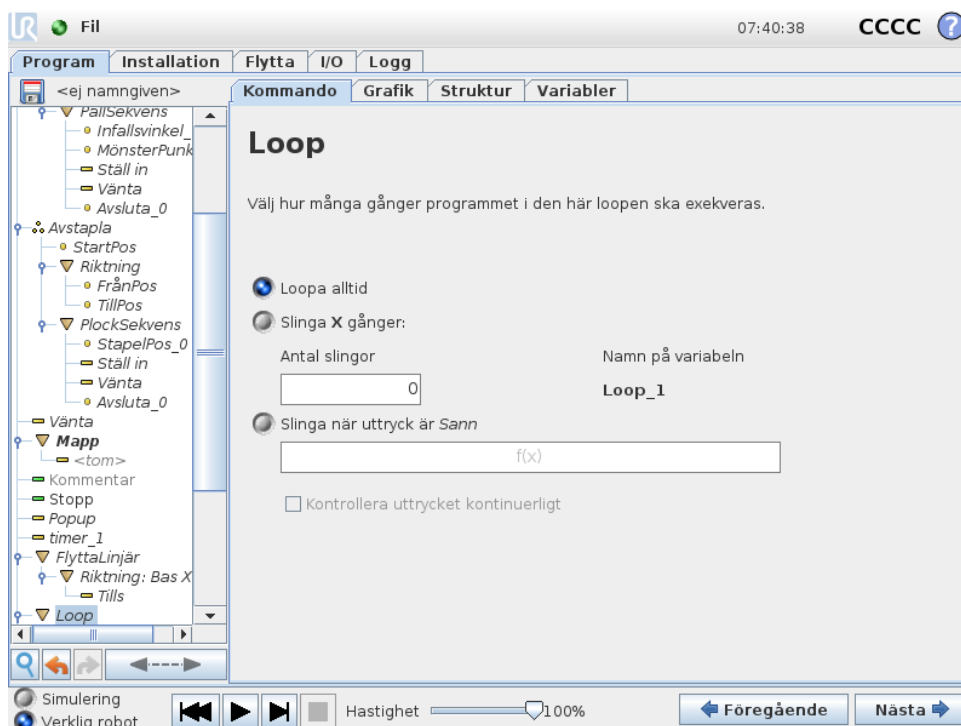 UR Fil 07:40:38 CCCC ?
Program Installation Flytta I/O Logg
<ej namngiven> Kommando Grafik Struktur Variabler
PallSekvens
Infallsvinkel_
MönsterPunk
Ställ in
Vänta
Avsluta_0
Avstapla
StartPos
Riktning
FrånPos
TillPos
PlockSekvens
StapelPos_0
Ställ in
Vänta
Avsluta_0
Vänta
Mapp
<tom>
Kommentar
Stopp
Popup
timer_1
FlyttaLinjär
Riktning: Bas X
Tills
Loop
Loop
Välj hur många gånger programmet i den här loopen ska exekveras.
Loopa alltid
Slinga X gånger:
Antal slingor Namn på variabeln
0 Loop_1
Slinga när uttryck är Sann
f(x)
Kontrollera uttrycket kontinuerligt
Simulering
Verklig robot
Hastighet 100%
Föregående Nästa